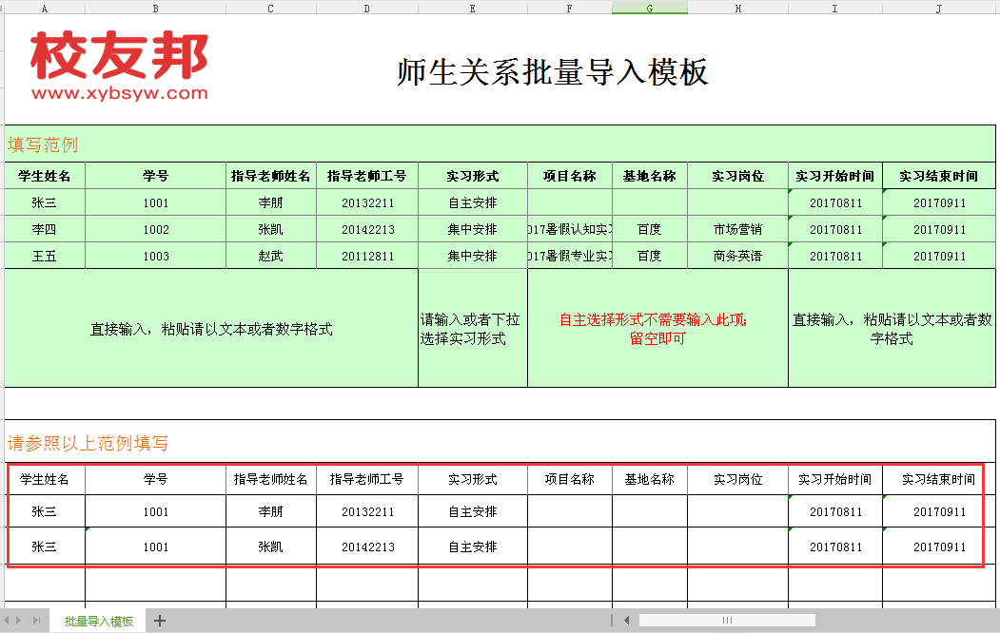 A B C D E F G H I J
校友邦
www.xybsyw.com
师生关系批量导入模板
填写范例
学生姓名 学号 指导老师姓名 指导老师工号 实习形式 项目名称 基地名称 实习岗位 实习开始时间 实习结束时间
张三 1001 李朋 20132211 自主安排 20170811 20170911
李四 1002 张凯 20142213 集中安排 017暑假认知实习 百度 市场营销 20170811 20170911
王五 1003 赵武 20112811 集中安排 017暑假专业实习 百度 商务英语 20170811 20170911
直接输入，粘贴请以文本或者数字格式
请输入或者下拉
选择实习形式
自主选择形式不需要输入此项;
留空即可
直接输入，粘贴请以文本或者数
字格式
请参照以上范例填写
学生姓名 学号 指导老师姓名 指导老师工号 实习形式 项目名称 基地名称 实习岗位 实习开始时间 实习结束时间
张三 1001 李朋 20132211 自主安排 20170811 20170911
张三 1001 张凯 20142213 自主安排 20170811 20170911
批量导入模板